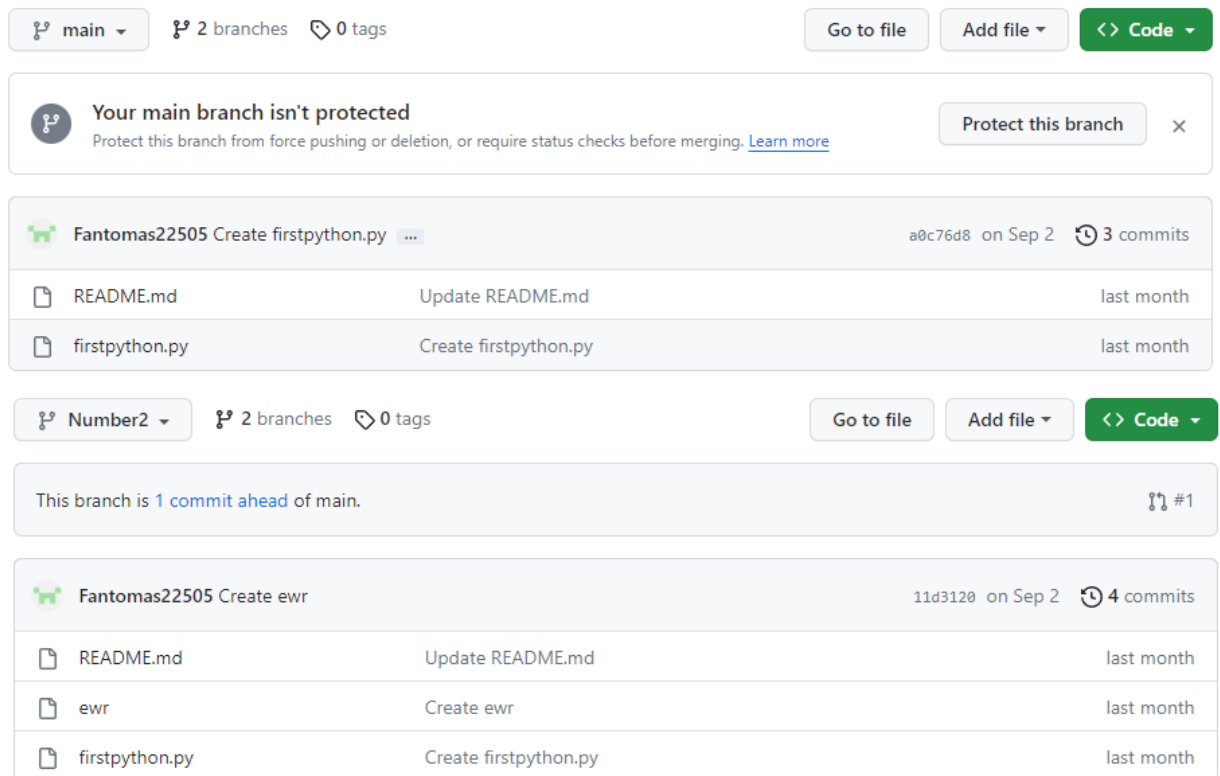 main 2 branches 0 tags Go to file Add file <> Code
Your main branch isn't protected
Protect this branch from force pushing or deletion, or require status checks before merging. Learn more
Protect this branch ×
Fantomas22505 Create firstpython.py ... a0c76d8 on Sep 2 3 commits
README.md Update README.md last month
firstpython.py Create firstpython.py last month
Number2 2 branches 0 tags Go to file Add file <> Code
This branch is 1 commit ahead of main. #1
Fantomas22505 Create ewr 11d3120 on Sep 2 4 commits
README.md Update README.md last month
ewr Create ewr last month
firstpython.py Create firstpython.py last month